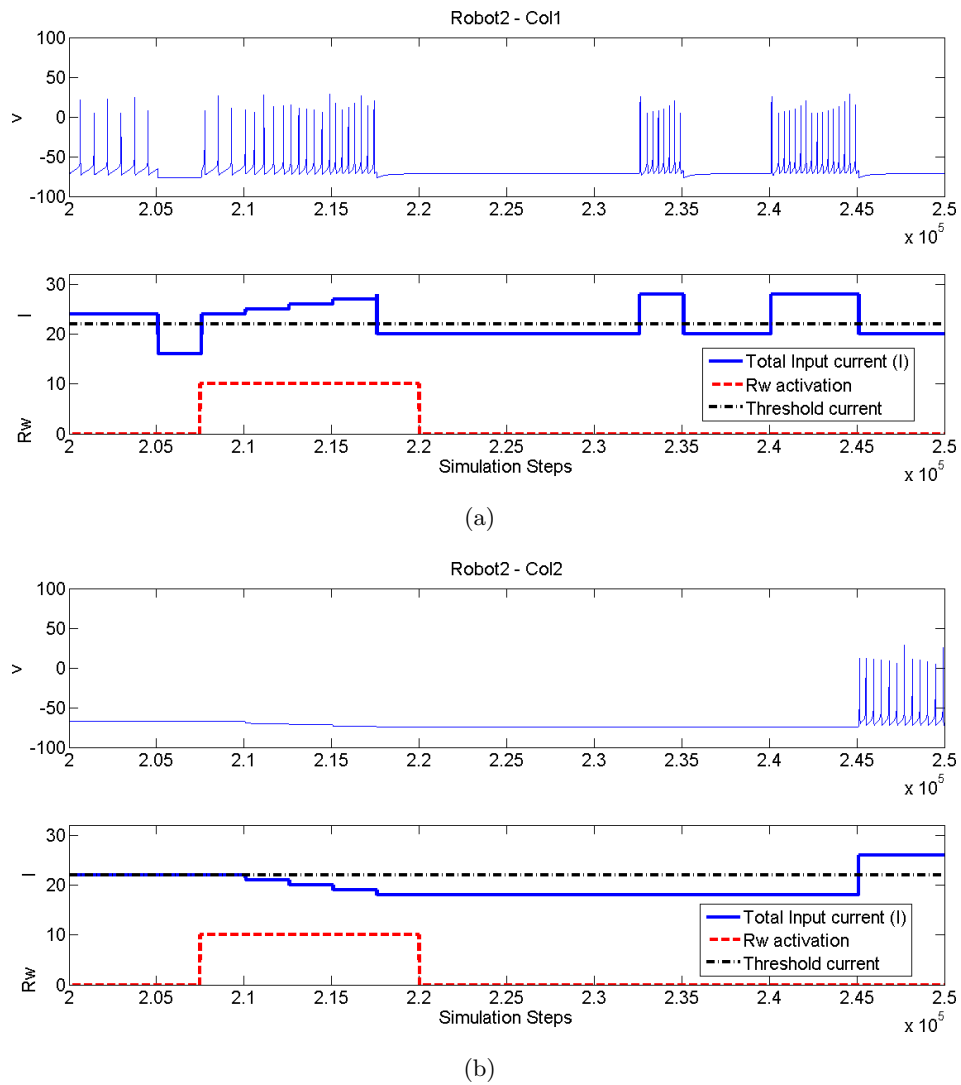 Robot2 - Col1
100
50
0
-50
-100
v
2 2.05 2.1 2.15 2.2 2.25 2.3 2.35 2.4 2.45 2.5
x 10^5
30
20
10
0
I
Rw
Total Input current (I)
Rw activation
Threshold current
2 2.05 2.1 2.15 2.2 2.25 2.3 2.35 2.4 2.45 2.5
Simulation Steps
x 10^5
(a)
Robot2 - Col2
100
50
0
-50
-100
v
2 2.05 2.1 2.15 2.2 2.25 2.3 2.35 2.4 2.45 2.5
x 10^5
30
20
10
0
I
Rw
Total Input current (I)
Rw activation
Threshold current
2 2.05 2.1 2.15 2.2 2.25 2.3 2.35 2.4 2.45 2.5
Simulation Steps
x 10^5
(b)